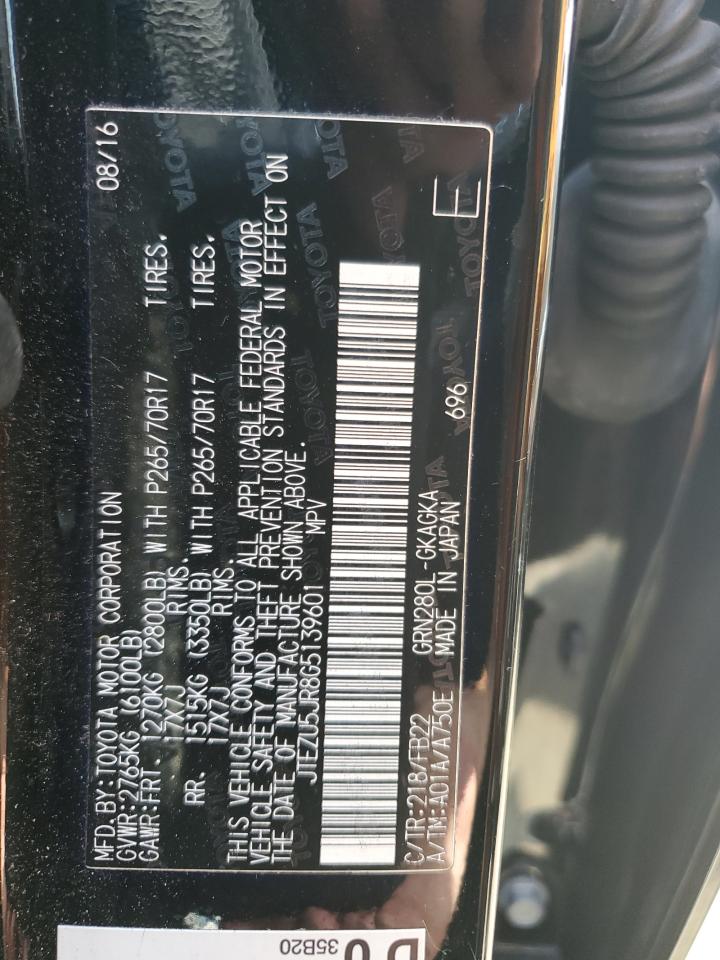 MFD.BY:TOYOTA MOTOR CORPORATION 08/16
GVWR:2765KG (6100LB)
GAWR:FRT. 1270KG (2800LB) WITH P265/70R17 TIRES.
17X7J RIMS.
RR. 1515KG (3350LB) WITH P265/70R17 TIRES.
17X7J RIMS.
THIS VEHICLE CONFORMS TO ALL APPLICABLE FEDERAL MOTOR
VEHICLE SAFETY AND THEFT PREVENTION STANDARDS IN EFFECT ON
THE DATE OF MANUFACTURE SHOWN ABOVE.
JTEZU5JR8G5139601 MPV
C/TR:218/FB22 GRN280L-GKAGKA 696
A/TM:A01A/A750E MADE IN JAPAN E
D 0
35B20